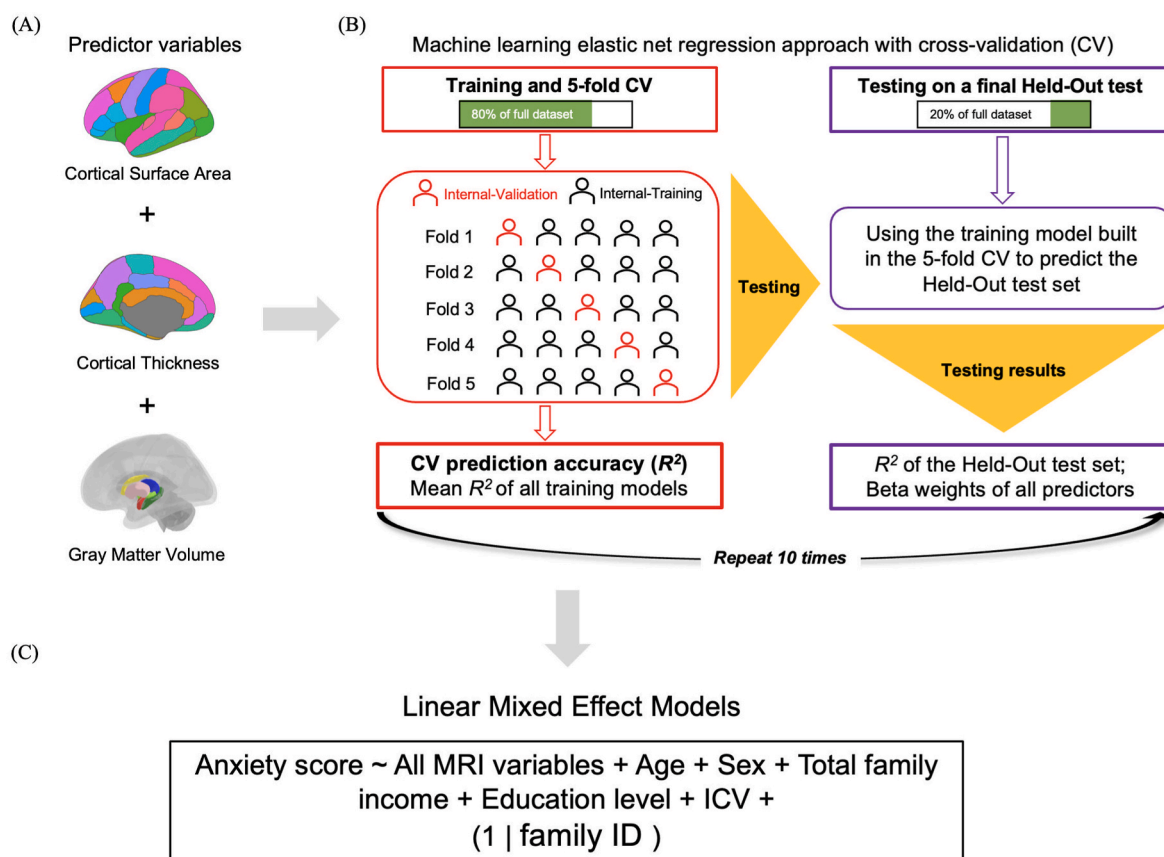 (A)
Predictor variables
Cortical Surface Area
+
Cortical Thickness
+
Gray Matter Volume
(B)
Machine learning elastic net regression approach with cross-validation (CV)
Training and 5-fold CV
80% of full dataset
Internal-Validation
Internal-Training
Fold 1
Fold 2
Fold 3
Fold 4
Fold 5
CV prediction accuracy (R²)
Mean R² of all training models
Testing
Testing on a final Held-Out test
20% of full dataset
Using the training model built
in the 5-fold CV to predict the
Held-Out test set
Testing results
R² of the Held-Out test set;
Beta weights of all predictors
Repeat 10 times
(C)
Linear Mixed Effect Models
Anxiety score ~ All MRI variables + Age + Sex + Total family
income + Education level + ICV +
(1 | family ID )